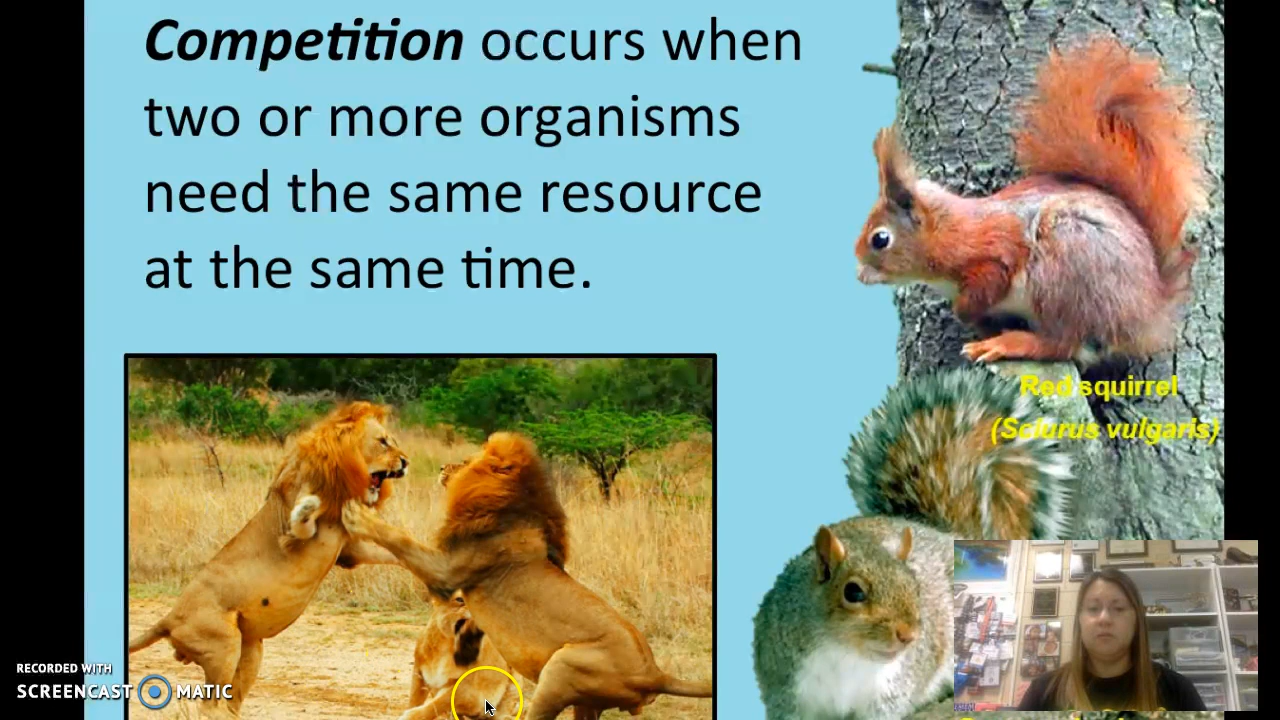 Competition occurs when
two or more organisms
need the same resource
at the same time.
Red squirrel
(Sciurus vulgaris)
RECORDED WITH
SCREENCAST MATIC